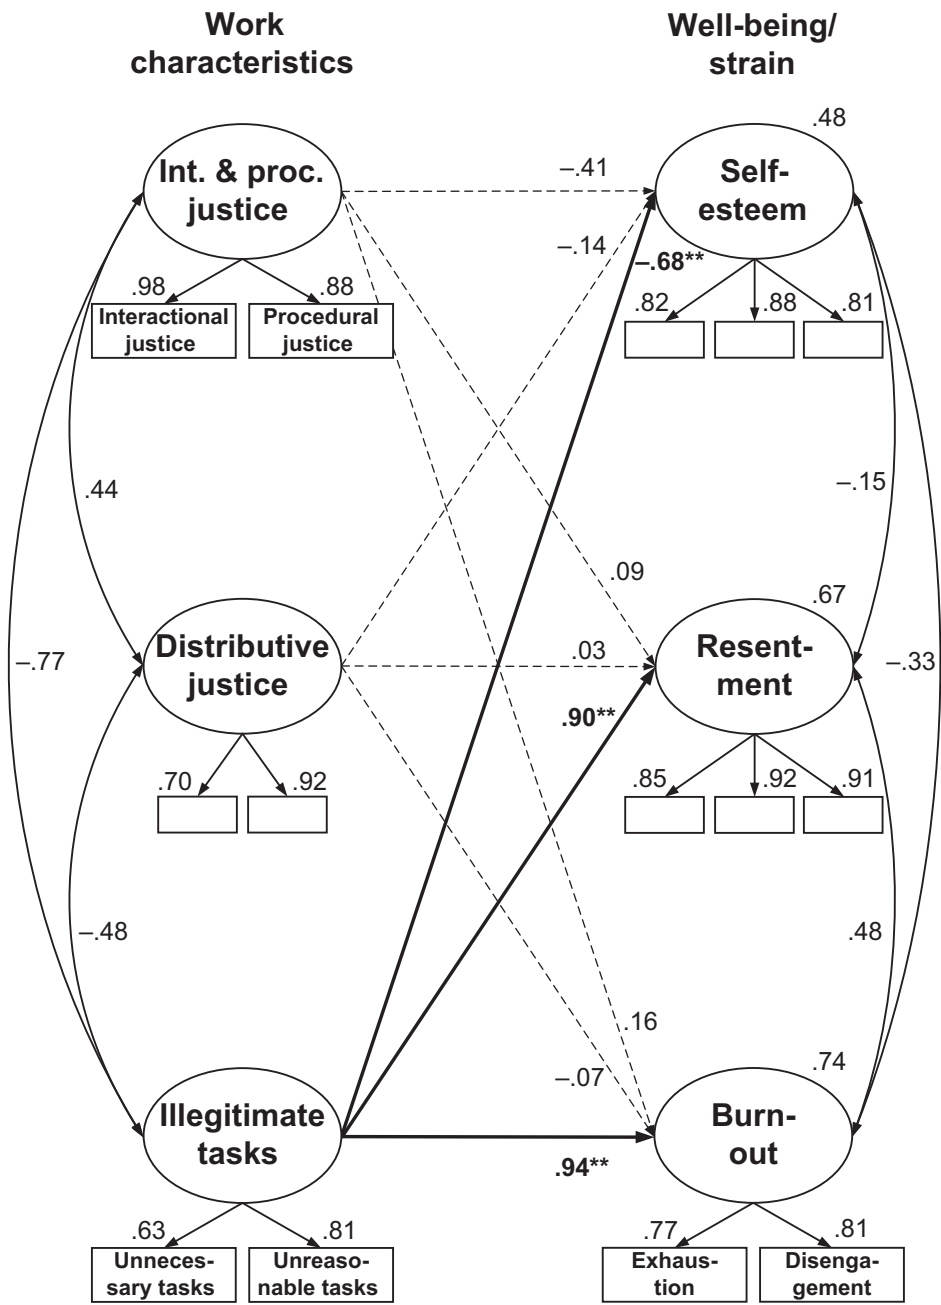 Work
characteristics
Well-being/
strain
.48
Int. & proc.
justice
–.41
Self-
esteem
–.14
–.68**
.98
.88
.82
.88
.81
Interactional
justice
Procedural
justice
.44
–.15
.09
.67
Distributive
justice
.03
Resent-
ment
–.77
–.33
.90**
.70
.92
.85
.92
.91
–.48
.48
.16
–.07
.74
Illegitimate
tasks
Burn-
out
.94**
.63
.81
.77
.81
Unneces-
sary tasks
Unreaso-
nable tasks
Exhaus-
tion
Disenga-
gement